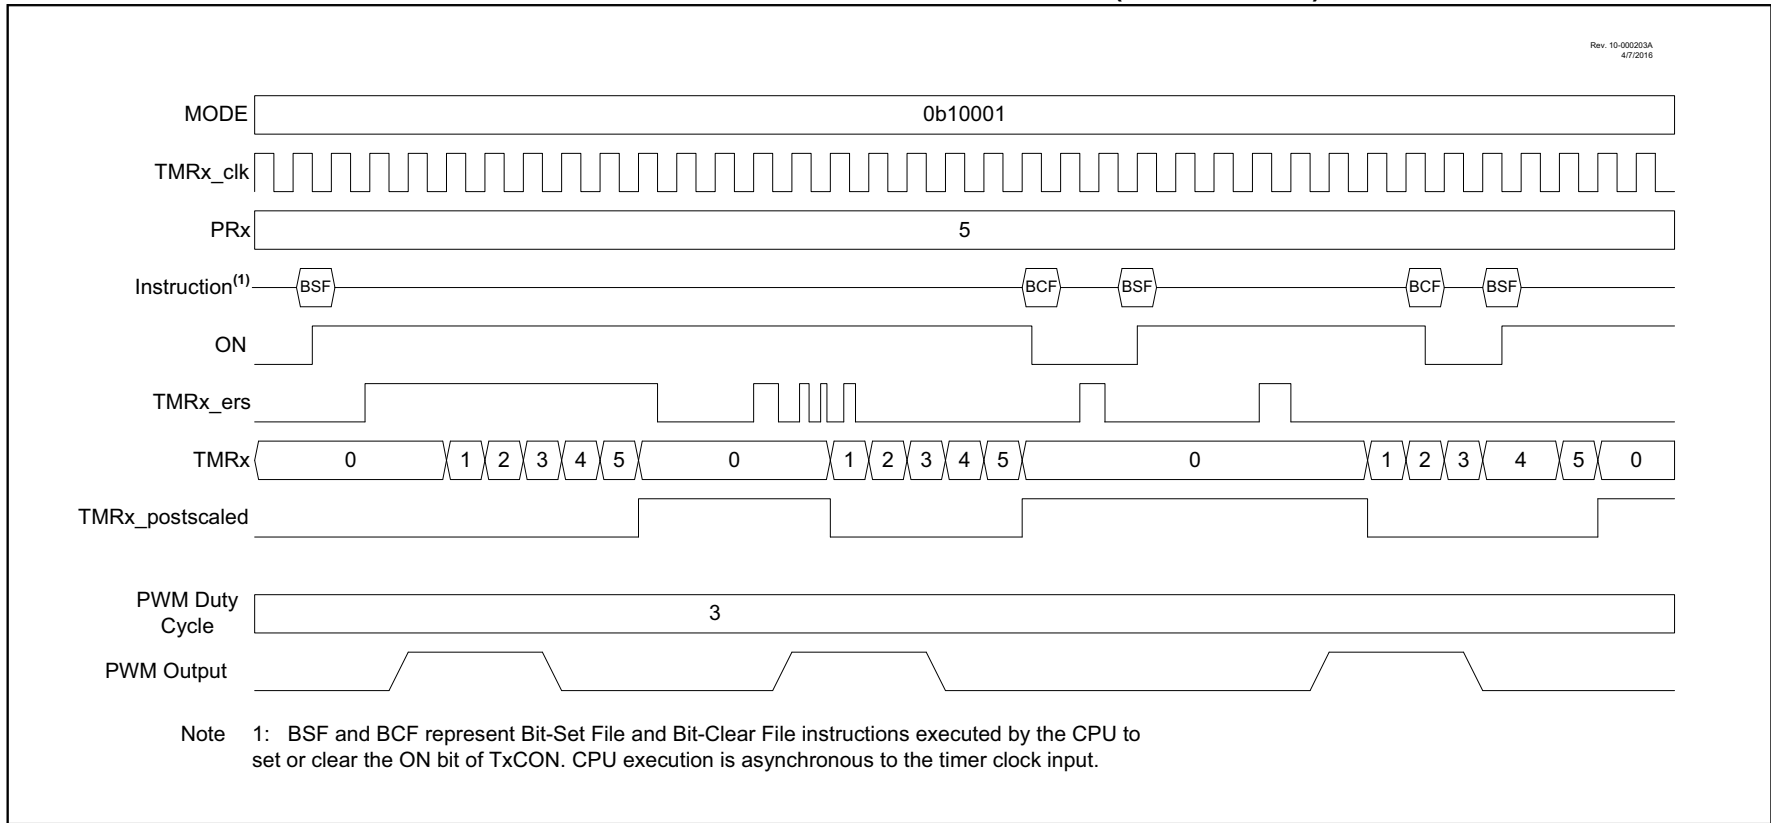 Rev. 10-000203A
4/7/2016
MODE 0b10001
TMRx_clk
PRx 5
Instruction(1) BSF BCF BSF BCF BSF
ON
TMRx_ers
TMRx 0 1 2 3 4 5 0 1 2 3 4 5 0 1 2 3 4 5 0
TMRx_postscaled
PWM Duty
Cycle 3
PWM Output
Note 1: BSF and BCF represent Bit-Set File and Bit-Clear File instructions executed by the CPU to
set or clear the ON bit of TxCON. CPU execution is asynchronous to the timer clock input.